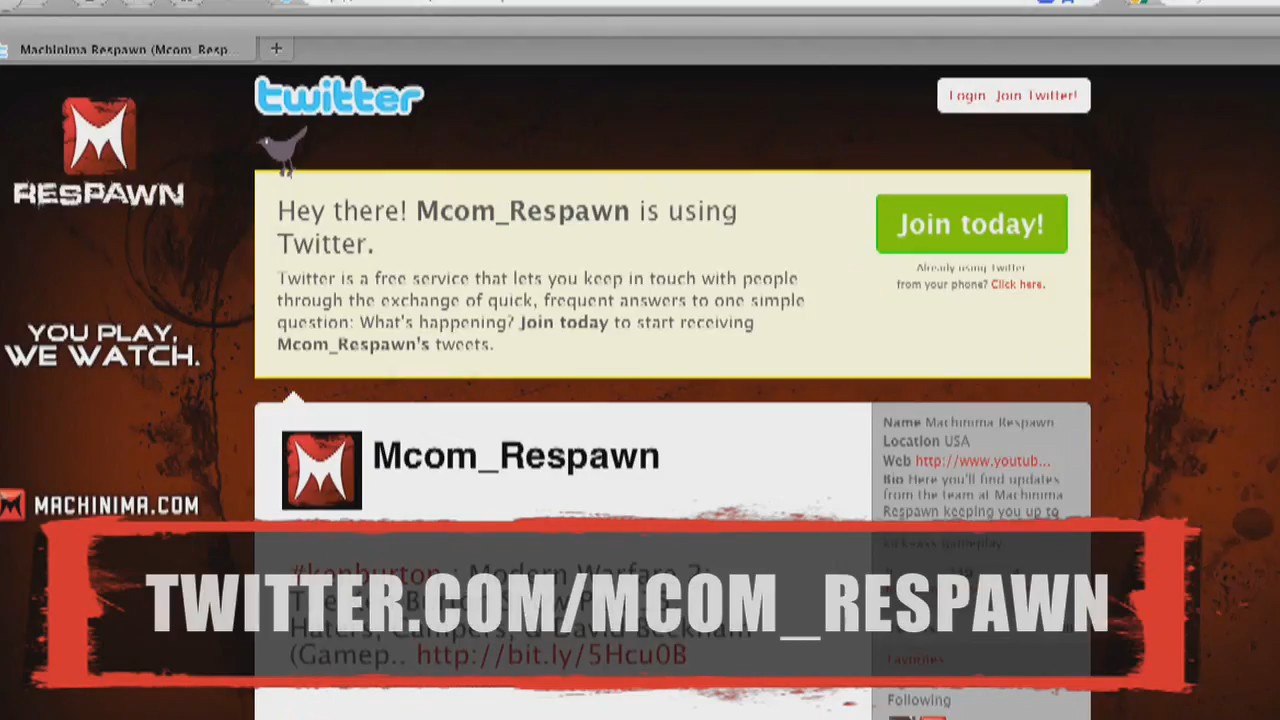 Machinima Respawn (Mcom_Resp...
+
twitter
Login Join Twitter!
RESPAWN
Hey there! Mcom_Respawn is using
Twitter.
Join today!
Twitter is a free service that lets you keep in touch with people
through the exchange of quick, frequent answers to one simple
question: What's happening? Join today to start receiving
Mcom_Respawn's tweets.
Already using Twitter
from your phone? Click here.
YOU PLAY,
WE WATCH.
Mcom_Respawn
Name Machinima Respawn
Location USA
Web http://www.youtub...
Bio Here you'll find updates
from the team at Machinima
Respawn keeping you up to
MACHINIMA.COM
kick-ass gameplay
: Modern Warfare 2:
TWITTER.COM/MCOM_RESPAWN
Haters, Campers, & David Beckham
(Gamep.. http://bit.ly/5Hcu0B
Favorites
Following